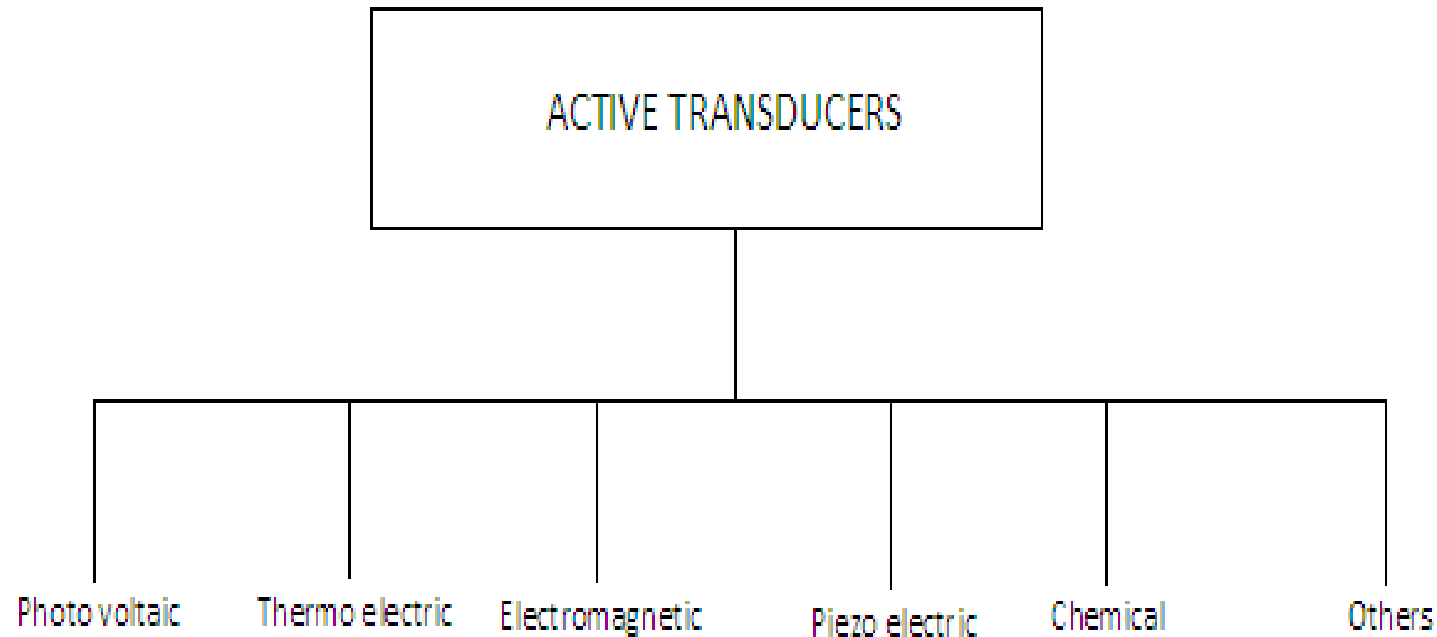 ACTIVE TRANSDUCERS
Photo voltaic
Thermo electric
Electromagnetic
Piezo electric
Chemical
Others